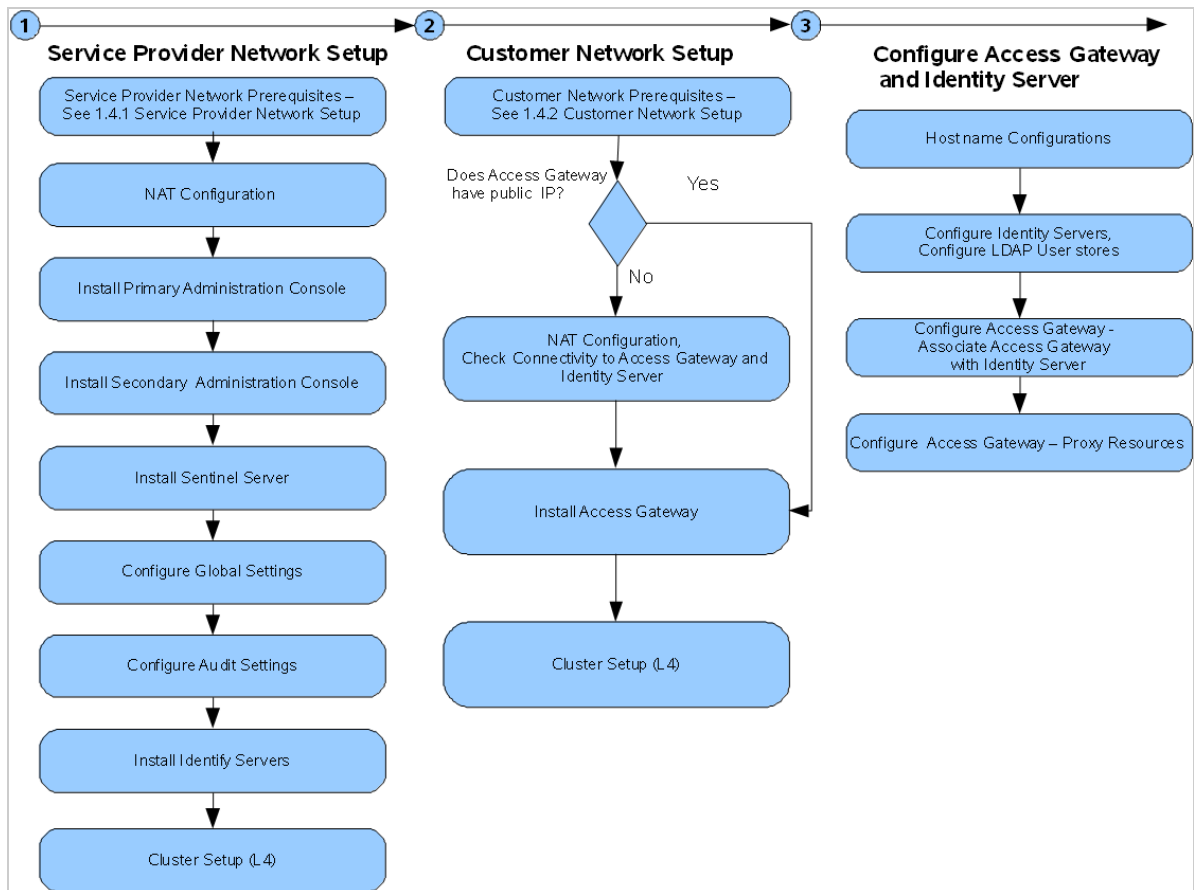 1
Service Provider Network Setup
Service Provider Network Prerequisites –
See 1.4.1 Service Provider Network Setup
NAT Configuration
Install Primary Administration Console
Install Secondary Administration Console
Install Sentinel Server
Configure Global Settings
Configure Audit Settings
Install Identify Servers
Cluster Setup (L4)
2
Customer Network Setup
Customer Network Prerequisites –
See 1.4.2 Customer Network Setup
Does Access Gateway
have public IP?
Yes
No
NAT Configuration,
Check Connectivity to Access Gateway and
Identity Server
Install Access Gateway
Cluster Setup (L4)
3
Configure Access Gateway
and Identity Server
Hostname Configurations
Configure Identity Servers,
Configure LDAP User stores
Configure Access Gateway -
Associate Access Gateway
with Identity Server
Configure Access Gateway – Proxy Resources